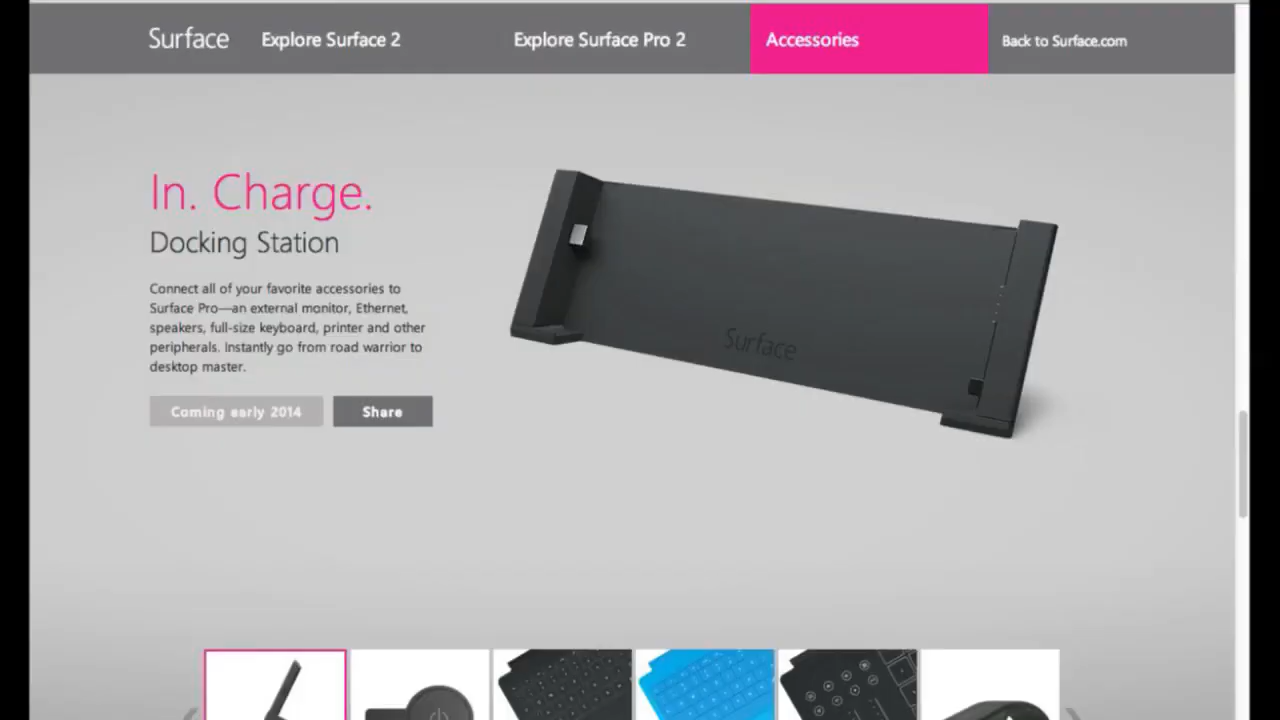 Surface
Explore Surface 2
Explore Surface Pro 2
Accessories
Back to Surface.com
In. Charge.
Docking Station
Connect all of your favorite accessories to
Surface Pro—an external monitor, Ethernet,
speakers, full-size keyboard, printer and other
peripherals. Instantly go from road warrior to
desktop master.
Coming early 2014
Share
Surface